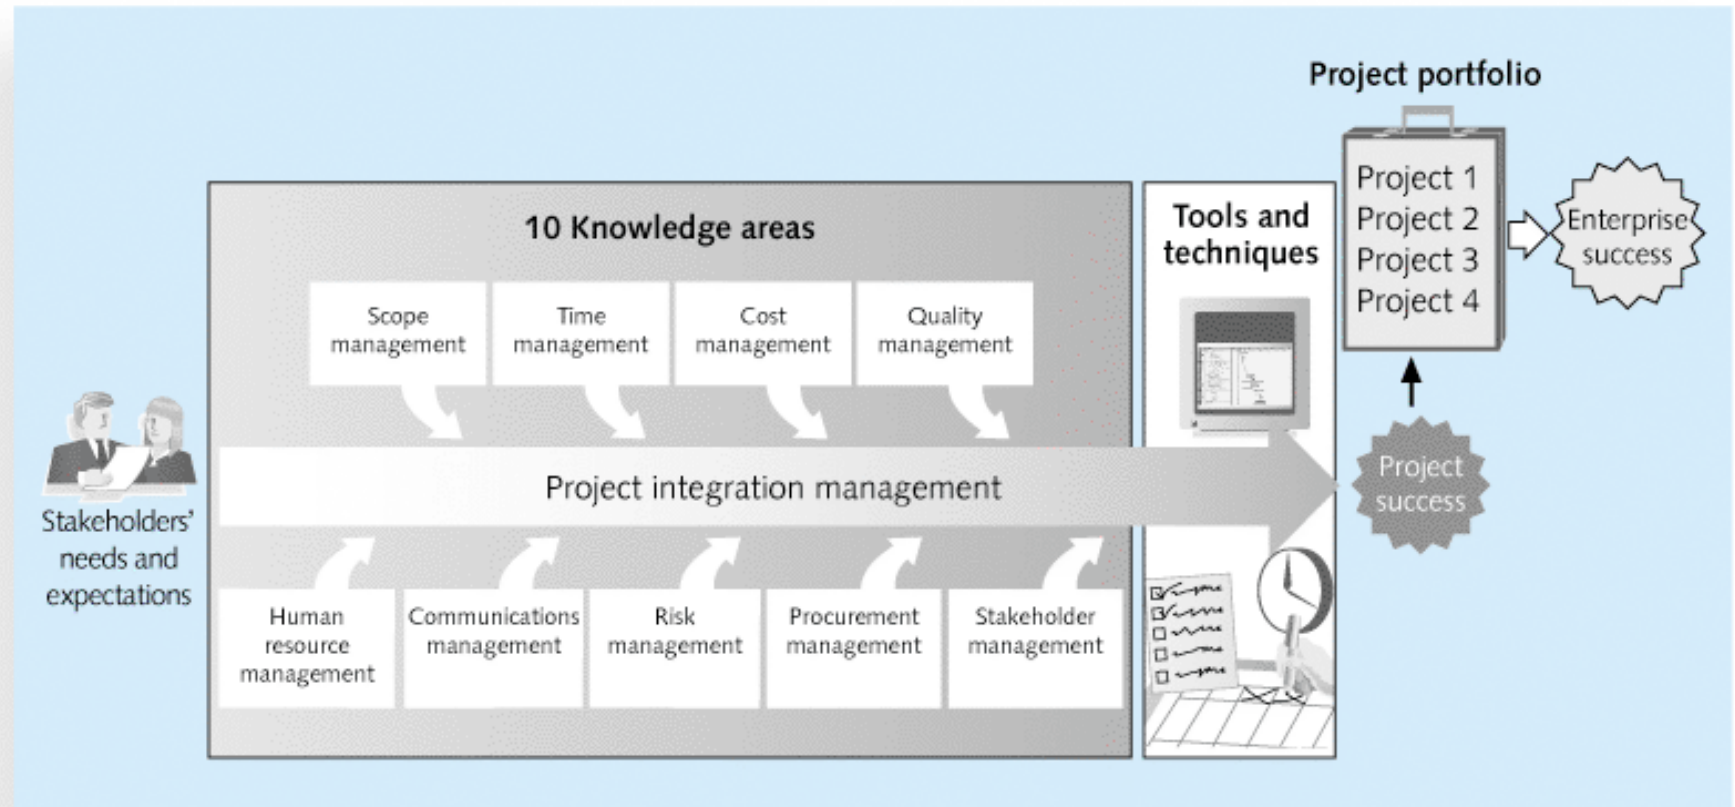 Project portfolio
Project 1
Project 2
Project 3
Project 4
Enterprise
success
10 Knowledge areas
Tools and
techniques
Scope
management
Time
management
Cost
management
Quality
management
Stakeholders'
needs and
expectations
Project integration management
Project
success
Human
resource
management
Communications
management
Risk
management
Procurement
management
Stakeholder
management